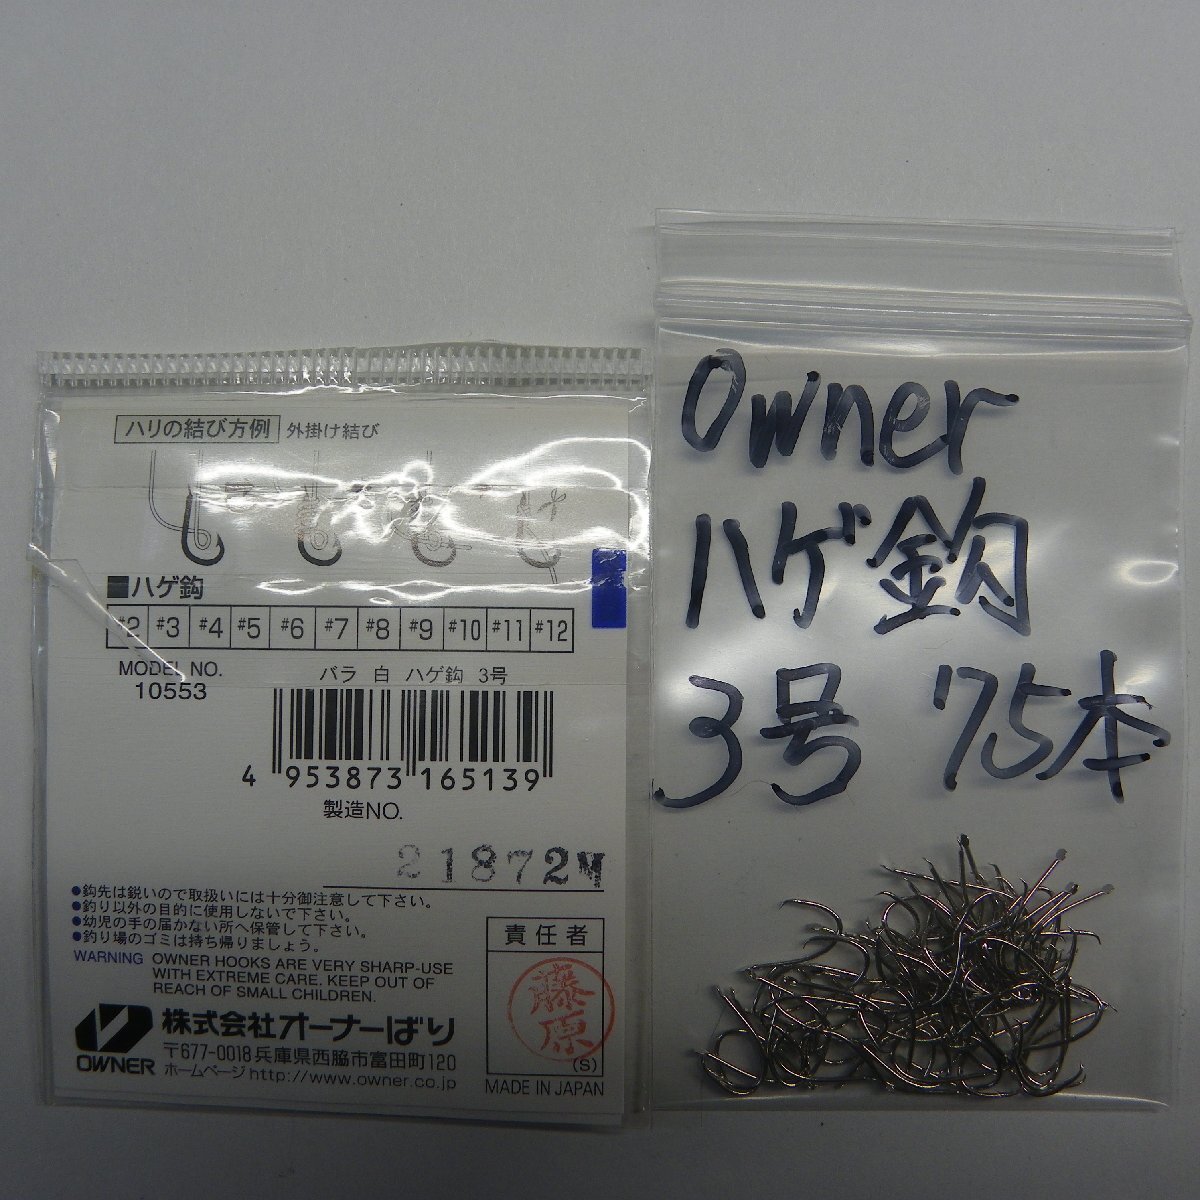 ハリの結び方例 外掛け結び
■ハゲ鈎
#2 #3 #4 #5 #6 #7 #8 #9 #10 #11 #12
MODEL NO.
10553
バラ 白 ハゲ鈎 3号
4 953873 165139
製造NO.
21872M
●鈎先は鋭いので取扱いには十分御注意して下さい。
●釣り以外の目的に使用しないで下さい。
●幼児の手の届かない所へ保管して下さい。
●釣り場のゴミは持ち帰りましょう。
WARNING OWNER HOOKS ARE VERY SHARP-USE
WITH EXTREME CARE. KEEP OUT OF
REACH OF SMALL CHILDREN.
責任者
藤原
(S)
OWNER
株式会社オーナーばり
〒677-0018 兵庫県西脇市富田町120
ホームページ http://www.owner.co.jp
MADE IN JAPAN
Owner
ハゲ鈎
3号 75本